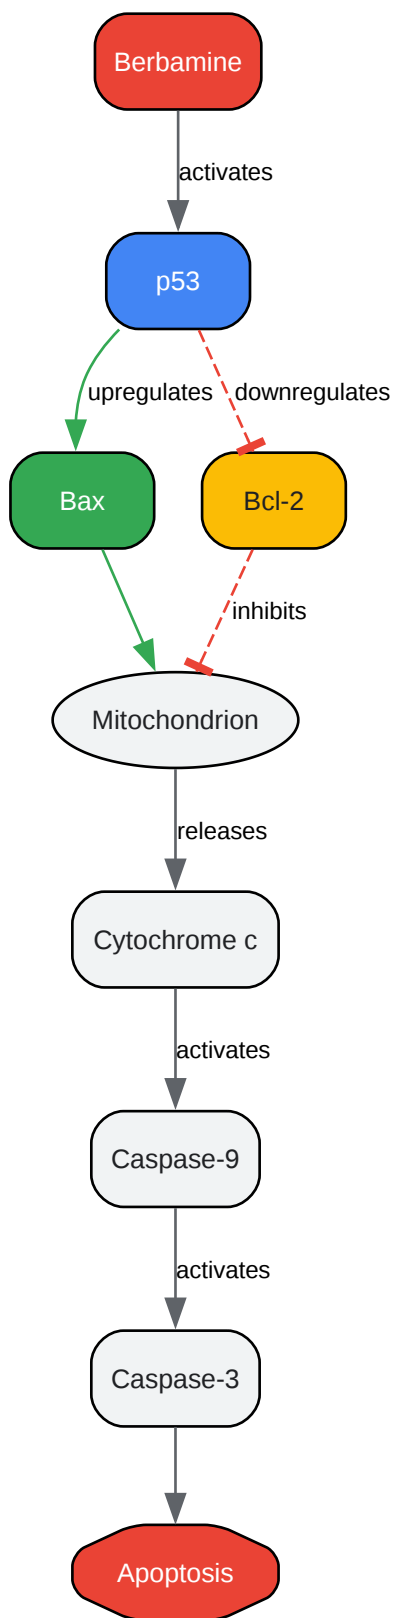 Berbamine
activates
p53
upregulates
downregulates
Bax
Bcl-2
inhibits
Mitochondrion
releases
Cytochrome c
activates
Caspase-9
activates
Caspase-3
Apoptosis